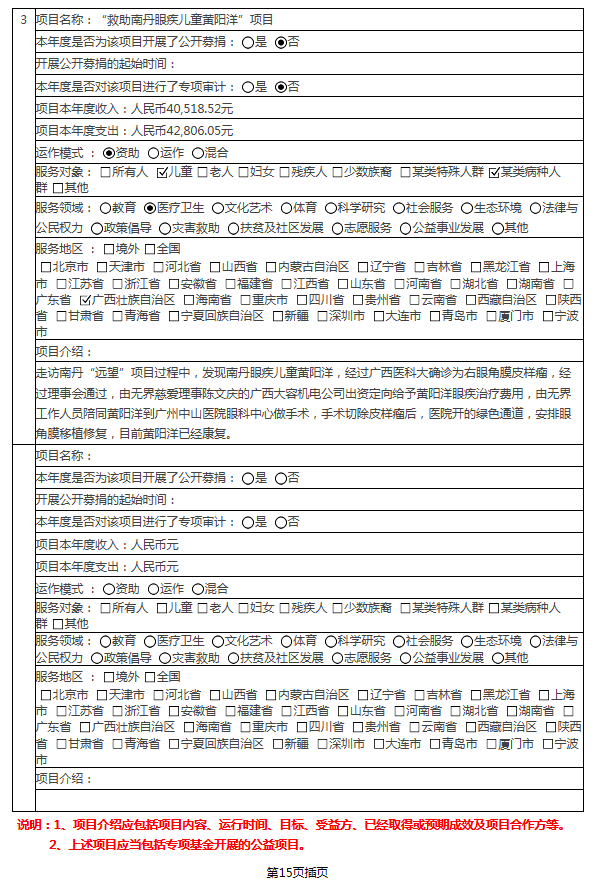 3 项目名称：“救助南丹眼疾儿童黄阳洋”项目
本年度是否为该项目开展了公开募捐：○是 ◉否
开展公开募捐的起始时间：
本年度是否对该项目进行了专项审计：○是 ◉否
项目本年度收入：人民币40,518.52元
项目本年度支出：人民币42,806.05元
运作模式 ：◉资助 ○运作 ○混合
服务对象：□所有人 ☑儿童 □老人 □妇女 □残疾人 □少数族裔 □某类特殊人群 ☑某类病种人
群 □其他
服务领域：○教育 ◉医疗卫生 ○文化艺术 ○体育 ○科学研究 ○社会服务 ○生态环境 ○法律与
公民权力 ○政策倡导 ○灾害救助 ○扶贫及社区发展 ○志愿服务 ○公益事业发展 ○其他
服务地区 ：□境外 □全国
□北京市 □天津市 □河北省 □山西省 □内蒙古自治区 □辽宁省 □吉林省 □黑龙江省 □上海
市 □江苏省 □浙江省 □安徽省 □福建省 □江西省 □山东省 □河南省 □湖北省 □湖南省 □
广东省 ☑广西壮族自治区 □海南省 □重庆市 □四川省 □贵州省 □云南省 □西藏自治区 □陕西
省 □甘肃省 □青海省 □宁夏回族自治区 □新疆 □深圳市 □大连市 □青岛市 □厦门市 □宁波
市
项目介绍：
走访南丹“远望”项目过程中，发现南丹眼疾儿童黄阳洋，经过广西医科大确诊为右眼角膜皮样瘤，经
过理事会通过，由无界慈爱理事陈文庆的广西大容机电公司出资定向给予黄阳洋眼疾治疗费用，由无界
工作人员陪同黄阳洋到广州中山医院眼科中心做手术，手术切除皮样瘤后，医院开的绿色通道，安排眼
角膜移植修复，目前黄阳洋已经康复。
项目名称：
本年度是否为该项目开展了公开募捐：○是 ○否
开展公开募捐的起始时间：
本年度是否对该项目进行了专项审计：○是 ○否
项目本年度收入：人民币元
项目本年度支出：人民币元
运作模式 ：○资助 ○运作 ○混合
服务对象：□所有人 □儿童 □老人 □妇女 □残疾人 □少数族裔 □某类特殊人群 □某类病种人
群 □其他
服务领域：○教育 ○医疗卫生 ○文化艺术 ○体育 ○科学研究 ○社会服务 ○生态环境 ○法律与
公民权力 ○政策倡导 ○灾害救助 ○扶贫及社区发展 ○志愿服务 ○公益事业发展 ○其他
服务地区 ：□境外 □全国
□北京市 □天津市 □河北省 □山西省 □内蒙古自治区 □辽宁省 □吉林省 □黑龙江省 □上海
市 □江苏省 □浙江省 □安徽省 □福建省 □江西省 □山东省 □河南省 □湖北省 □湖南省 □
广东省 □广西壮族自治区 □海南省 □重庆市 □四川省 □贵州省 □云南省 □西藏自治区 □陕西
省 □甘肃省 □青海省 □宁夏回族自治区 □新疆 □深圳市 □大连市 □青岛市 □厦门市 □宁波
市
项目介绍：
说明：1、项目介绍应包括项目内容、运行时间、目标、受益方、已经取得或预期成效及项目合作方等。
2、上述项目应当包括专项基金开展的公益项目。
第15页插页